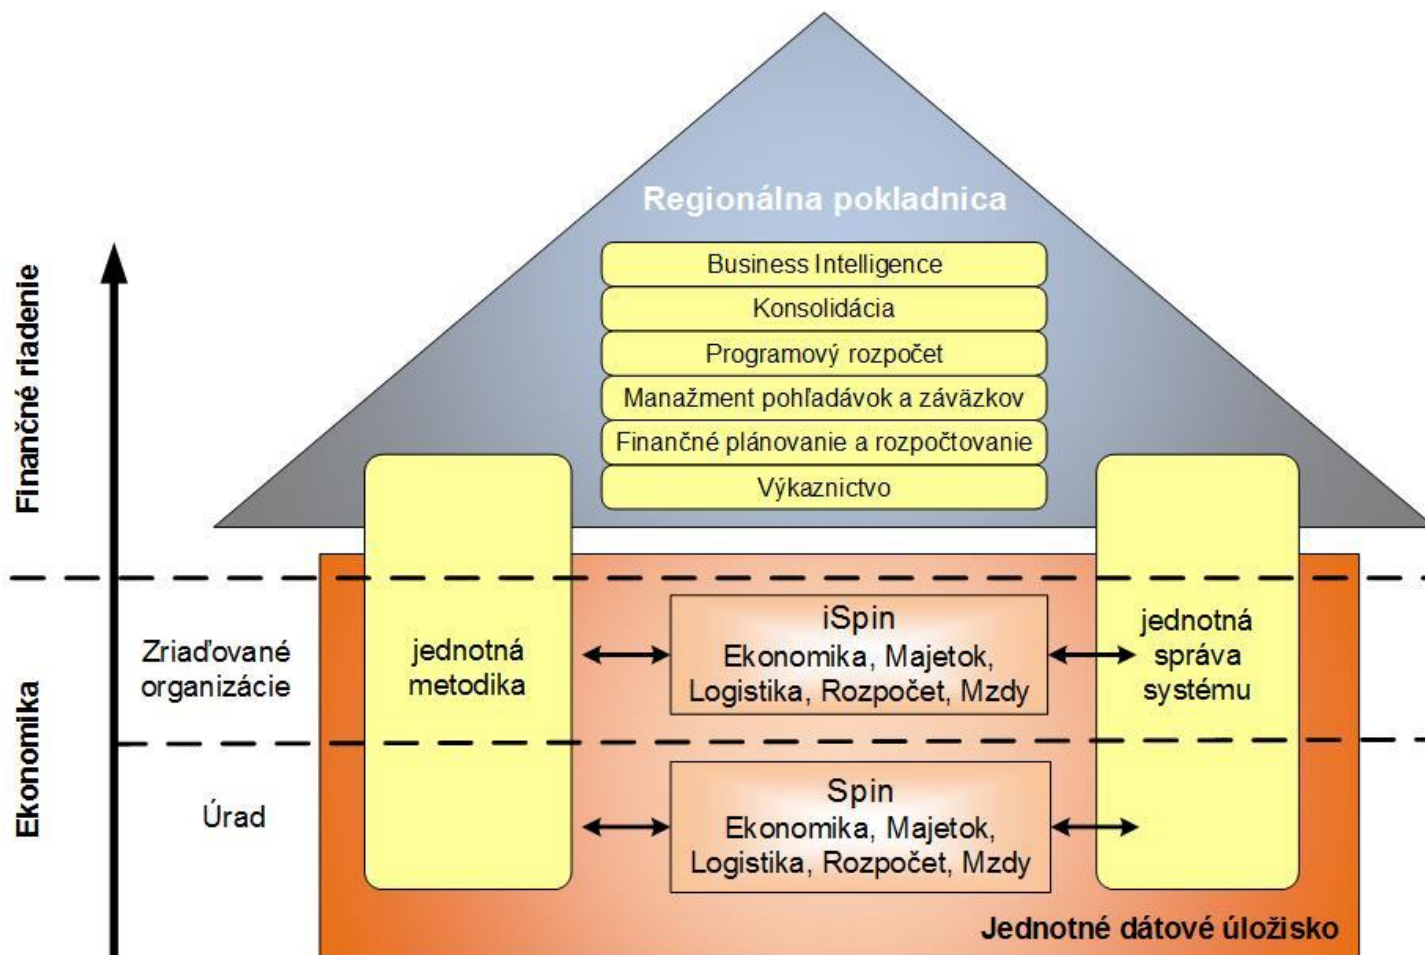 Regionálna pokladnica
Business Intelligence
Konsolidácia
Programový rozpočet
Manažment pohľadávok a záväzkov
Finančné plánovanie a rozpočtovanie
Výkaznictvo
Finančné riadenie
Ekonomika
Zriaďované
organizácie
jednotná
metodika
iSpin
Ekonomika, Majetok,
Logistika, Rozpočet, Mzdy
jednotná
správa
systému
Úrad
Spin
Ekonomika, Majetok,
Logistika, Rozpočet, Mzdy
Jednotné dátové úložisko